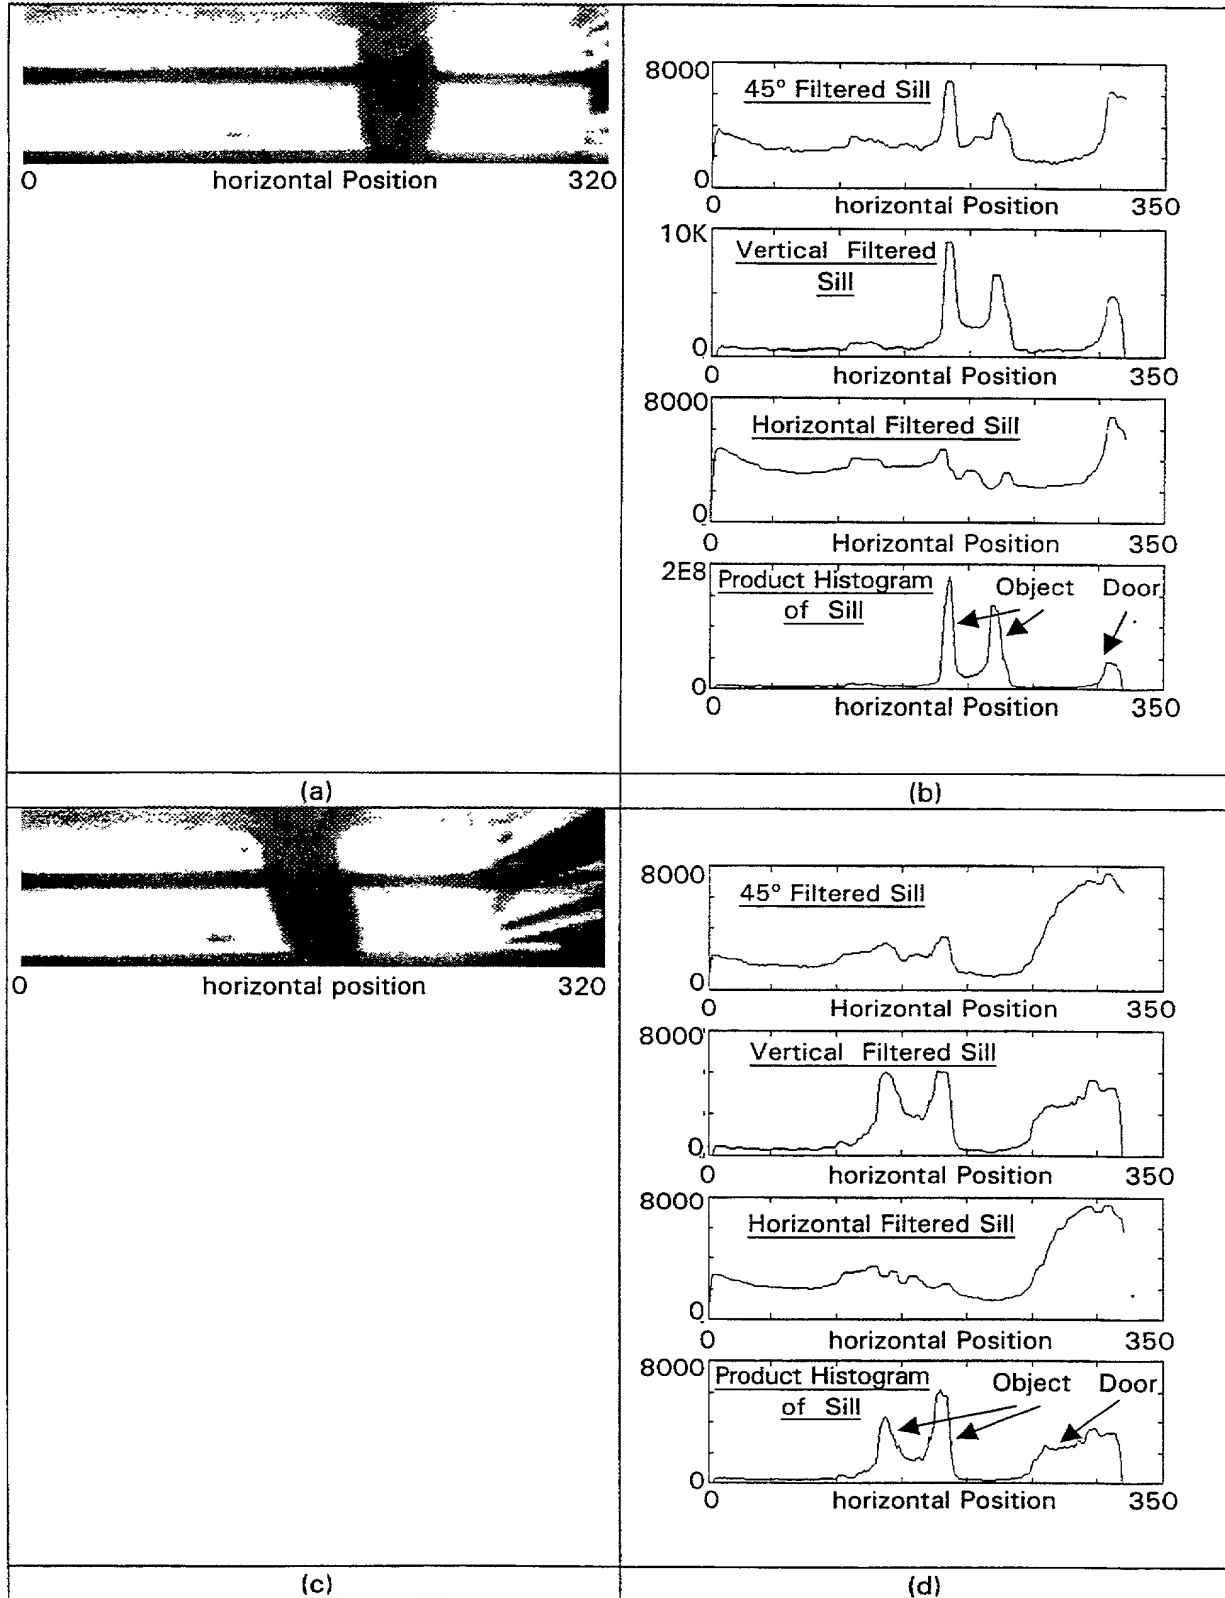 0 horizontal Position 320
8000
45° Filtered Sill
0
0 horizontal Position 350
10K
Vertical Filtered
Sill
0
0 horizontal Position 350
8000
Horizontal Filtered Sill
0
0 Horizontal Position 350
2E8
Product Histogram Object Door
of Sill
0
0 horizontal Position 350
(a) (b)
0 horizontal position 320
8000
45° Filtered Sill
0
0 Horizontal Position 350
8000
Vertical Filtered Sill
0
0 horizontal Position 350
8000
Horizontal Filtered Sill
0
0 horizontal Position 350
8000
Product Histogram Object Door
of Sill
0
0 horizontal Position 350
(c) (d)